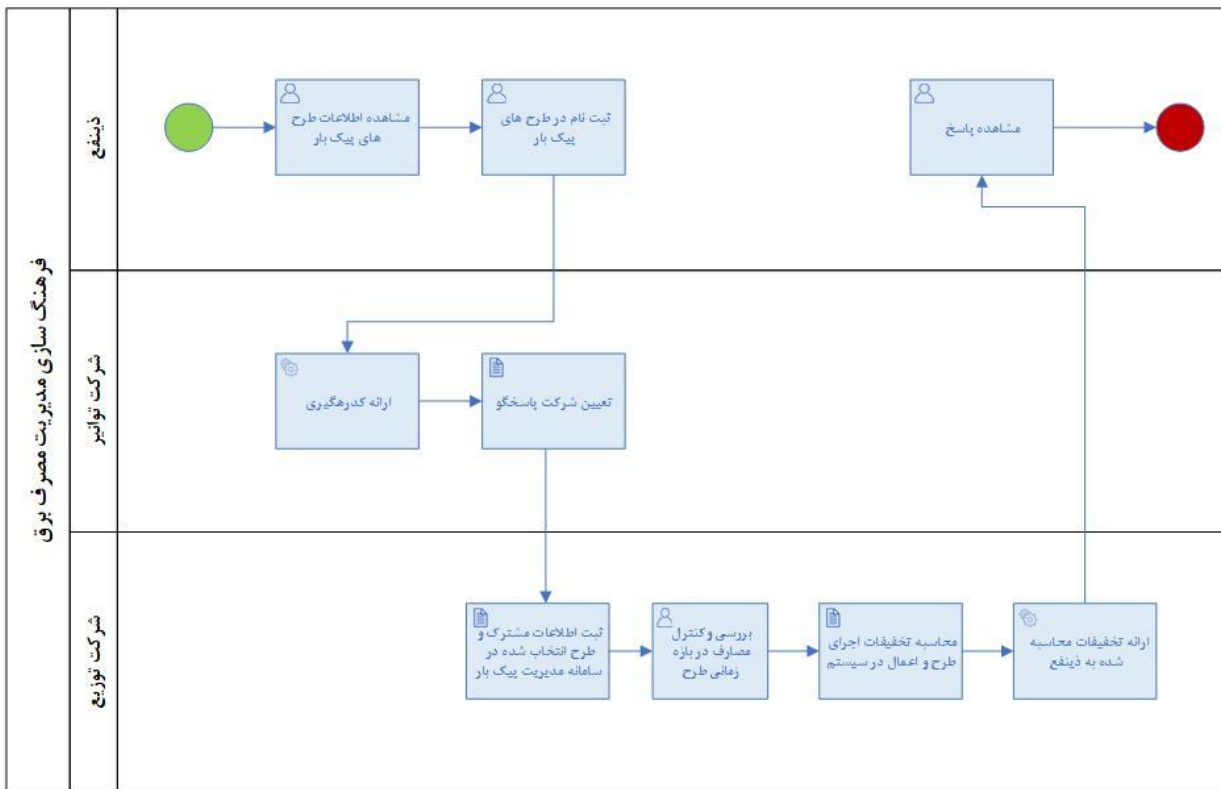 فرهنگ سازی مدیریت مصرف برق
ذینفع
مشاهده اطلاعات طرح
های پیک بار
ثبت نام در طرح های
پیک بار
مشاهده پاسخ
شرکت توانیر
ارائه کدرهگیری
تعیین شرکت پاسخگو
شرکت توزیع
ثبت اطلاعات مشترک و
طرح انتخاب شده در
سامانه مدیریت پیک بار
بررسی و کنترل
مصارف در بازه
زمانی طرح
محاسبه تخفیفات اجرای
طرح و اعمال در سیستم
ارائه تخفیفات محاسبه
شده به ذینفع